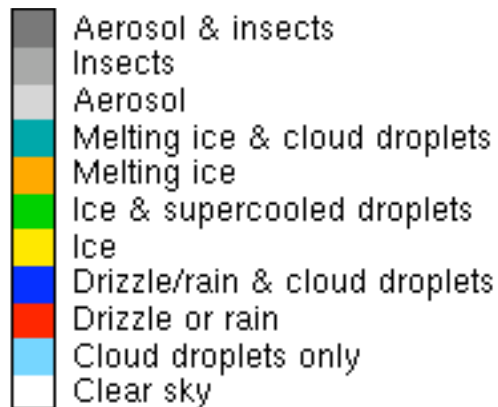 Aerosol & insects
Insects
Aerosol
Melting ice & cloud droplets
Melting ice
Ice & supercooled droplets
Ice
Drizzle/rain & cloud droplets
Drizzle or rain
Cloud droplets only
Clear sky